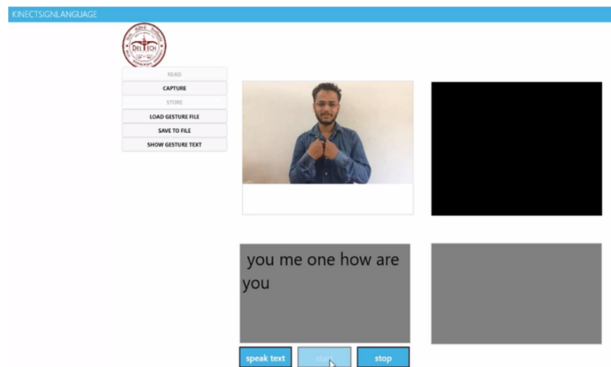 KINECTSIGNLANGUAGE
DELTECH
READ
CAPTURE
STORE
LOAD GESTURE FILE
SAVE TO FILE
SHOW GESTURE TEXT
you me one how are
you
speak text
stop